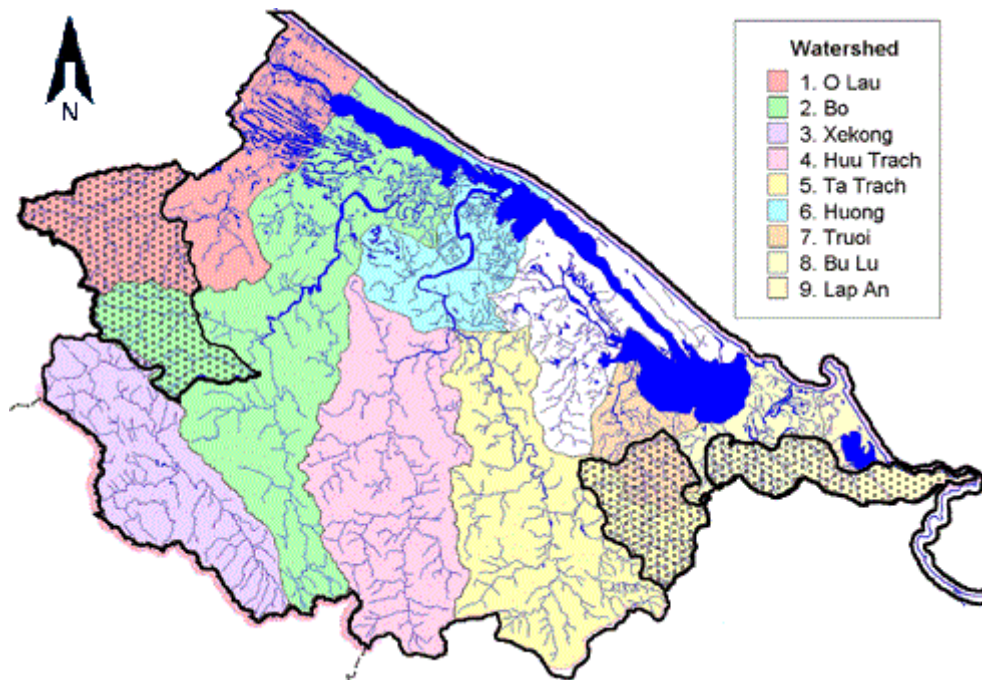 N
Watershed
1. O Lau
2. Bo
3. Xekong
4. Huu Trach
5. Ta Trach
6. Huong
7. Truoi
8. Bu Lu
9. Lap An